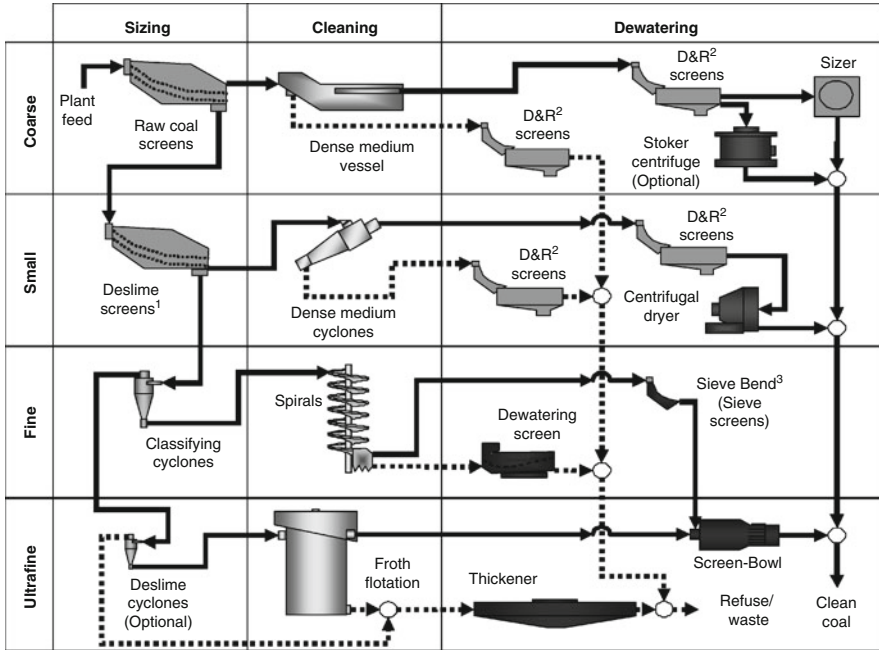 Sizing
Cleaning
Dewatering
Coarse
Plant
feed
Raw coal
screens
Dense medium
vessel
D&R²
screens
D&R²
screens
Sizer
Stoker
centrifuge
(Optional)
Small
Deslime
screens¹
Dense medium
cyclones
D&R²
screens
D&R²
screens
Centrifugal
dryer
Fine
Classifying
cyclones
Spirals
Dewatering
screen
Sieve Bend³
(Sieve
screens)
Ultrafine
Deslime
cyclones
(Optional)
Froth
flotation
Thickener
Screen-Bowl
Refuse/
waste
Clean
coal